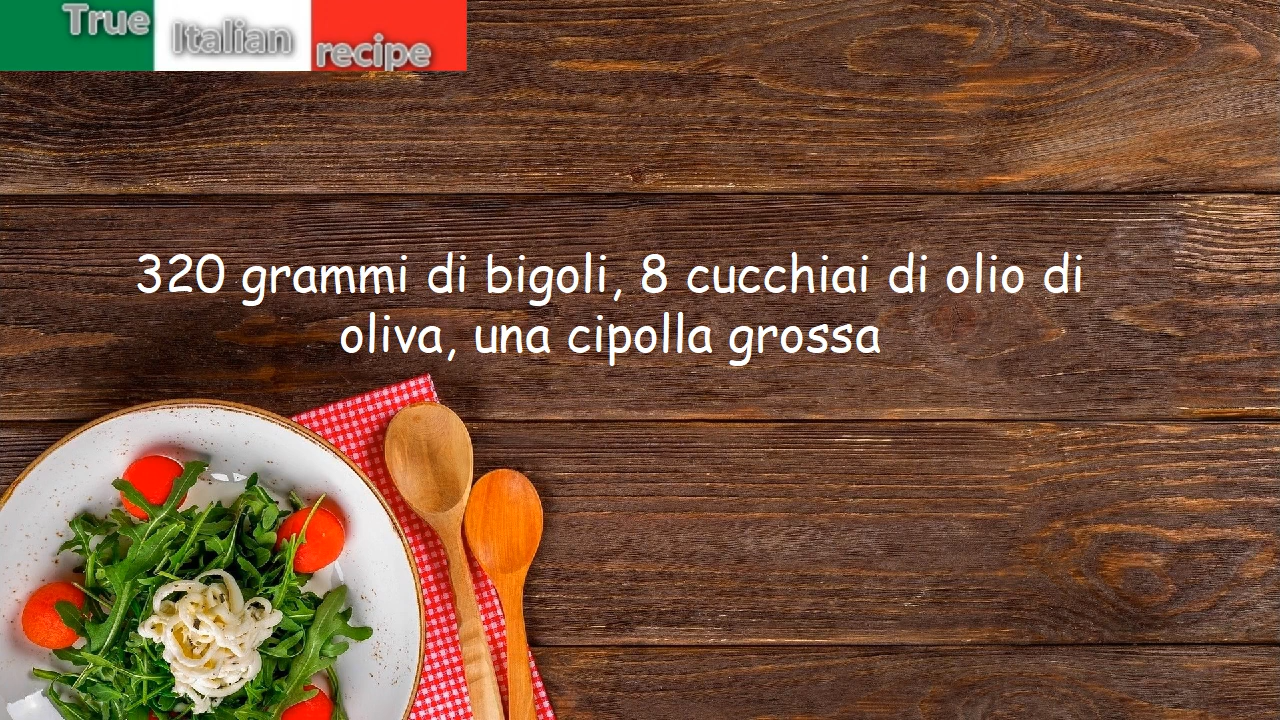 True Italian recipe
320 grammi di bigoli, 8 cucchiai di olio di
oliva, una cipolla grossa